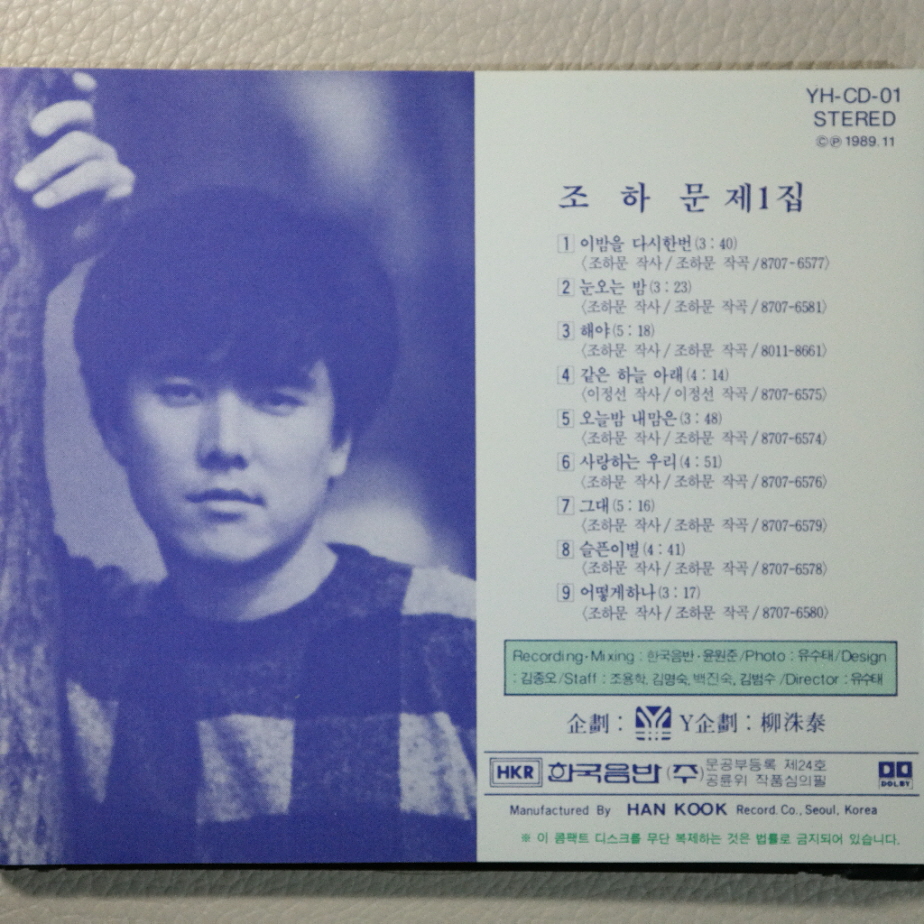 YH-CD-01
STEREO
©℗ 1989.11
조 하 문 제1집
1 이밤을 다시한번(3:40)
〈조하문 작사/조하문 작곡/8707-6577〉
2 눈오는 밤(3:23)
〈조하문 작사/조하문 작곡/8707-6581〉
3 해야(5:18)
〈조하문 작사/조하문 작곡/8011-8661〉
4 같은 하늘 아래(4:14)
〈이정선 작사/이정선 작곡/8707-6575〉
5 오늘밤 내맘은(3:48)
〈조하문 작사/조하문 작곡/8707-6574〉
6 사랑하는 우리(4:51)
〈조하문 작사/조하문 작곡/8707-6576〉
7 그대(5:16)
〈조하문 작사/조하문 작곡/8707-6579〉
8 슬픈이별(4:41)
〈조하문 작사/조하문 작곡/8707-6578〉
9 어떻게하나(3:17)
〈조하문 작사/조하문 작곡/8707-6580〉
Recording·Mixing : 한국음반·윤원준/Photo : 유수태/Design
: 김중오/Staff : 조용학, 김명숙, 백진숙, 김범수/Director : 유수태
企劃 : Y企劃 : 柳洙泰
HKR 한국음반(주) 문공부등록 제24호
공륜위 작품심의필
DOLBY
Manufactured By HAN KOOK Record. Co., Seoul, Korea
※ 이 콤팩트 디스크를 무단 복제하는 것은 법률로 금지되어 있습니다.